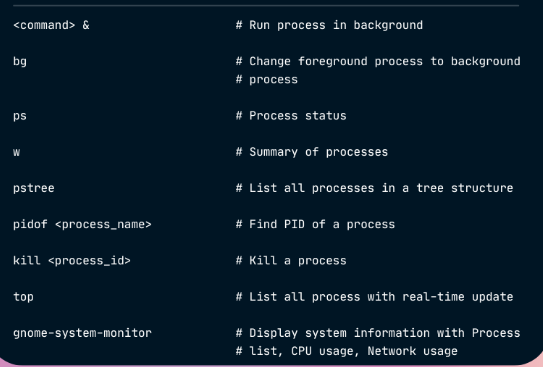 <command> & # Run process in background
bg # Change foreground process to background
# process
ps # Process status
w # Summary of processes
pstree # List all processes in a tree structure
pidof <process_name> # Find PID of a process
kill <process_id> # Kill a process
top # List all process with real-time update
gnome-system-monitor # Display system information with Process
# list, CPU usage, Network usage